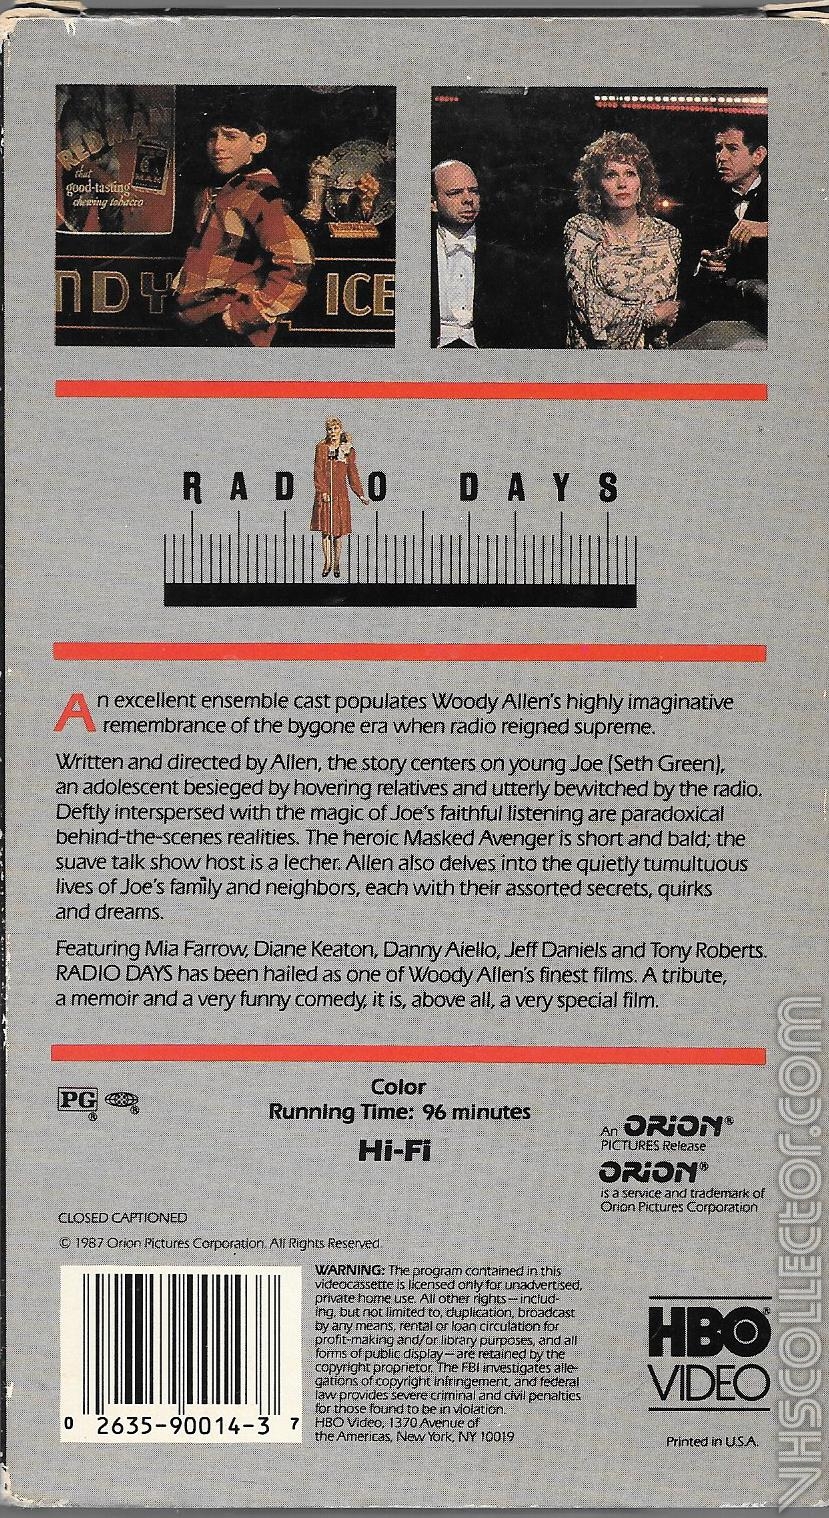 RED MAN
that
good-tasting
chewing tobacco
NDY
ICE
RADIO DAYS
An excellent ensemble cast populates Woody Allen's highly imaginative
remembrance of the bygone era when radio reigned supreme.
Written and directed by Allen, the story centers on young Joe (Seth Green),
an adolescent besieged by hovering relatives and utterly bewitched by the radio.
Deftly interspersed with the magic of Joe's faithful listening are paradoxical
behind-the-scenes realities. The heroic Masked Avenger is short and bald; the
suave talk show host is a lecher. Allen also delves into the quietly tumultuous
lives of Joe's family and neighbors, each with their assorted secrets, quirks
and dreams.
Featuring Mia Farrow, Diane Keaton, Danny Aiello, Jeff Daniels and Tony Roberts.
RADIO DAYS has been hailed as one of Woody Allen's finest films. A tribute,
a memoir and a very funny comedy, it is, above all, a very special film.
PG®
®
Color
Running Time: 96 minutes
Hi-Fi
An ORION®
PICTURES Release
ORION®
is a service and trademark of
Orion Pictures Corporation
CLOSED CAPTIONED
© 1987 Orion Pictures Corporation. All Rights Reserved.
WARNING: The program contained in this
videocassette is licensed only for unadvertised,
private home use. All other rights—includ-
ing, but not limited to, duplication, broadcast
by any means, rental or loan circulation for
profit-making and/or library purposes, and all
forms of public display—are retained by the
copyright proprietor. The FBI investigates alle-
gations of copyright infringement, and federal
law provides severe criminal and civil penalties
for those found to be in violation.
HBO Video, 1370 Avenue of
the Americas, New York, NY 10019
0 2635-90014-3 7
HBO®
VIDEO
Printed in U.S.A.
VHSCOLLECTOR.COM